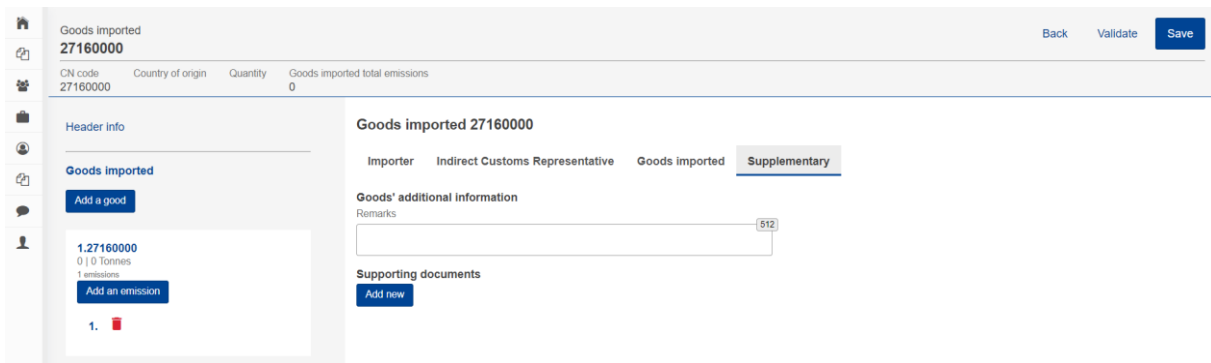 Goods imported
27160000
Back Validate Save
CN code Country of origin Quantity Goods imported total emissions
27160000 0
Header info
Goods imported
Add a good
1.27160000
0 | 0 Tonnes
1 emissions
Add an emission
1.
Goods imported 27160000
Importer Indirect Customs Representative Goods imported Supplementary
Goods' additional information
Remarks
512
Supporting documents
Add new